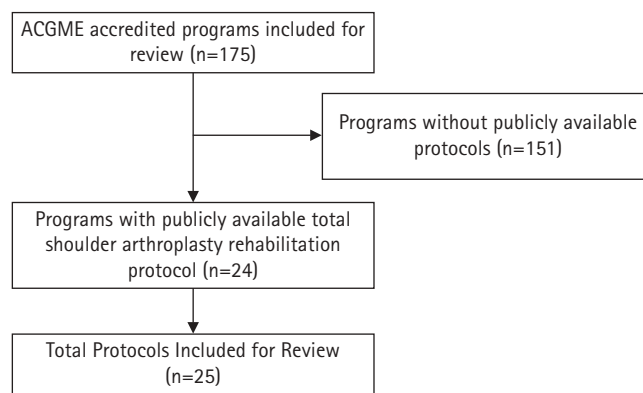 ACGME accredited programs included for
review (n=175)
Programs without publicly available
protocols (n=151)
Programs with publicly available total
shoulder arthroplasty rehabilitation
protocol (n=24)
Total Protocols Included for Review
(n=25)